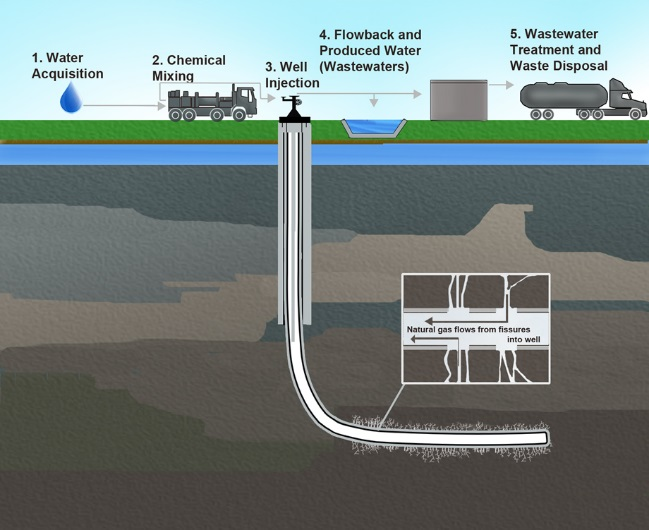 1. Water
Acquisition
2. Chemical
Mixing
3. Well
Injection
4. Flowback and
Produced Water
(Wastewaters)
5. Wastewater
Treatment and
Waste Disposal
Natural gas flows from fissures
into well